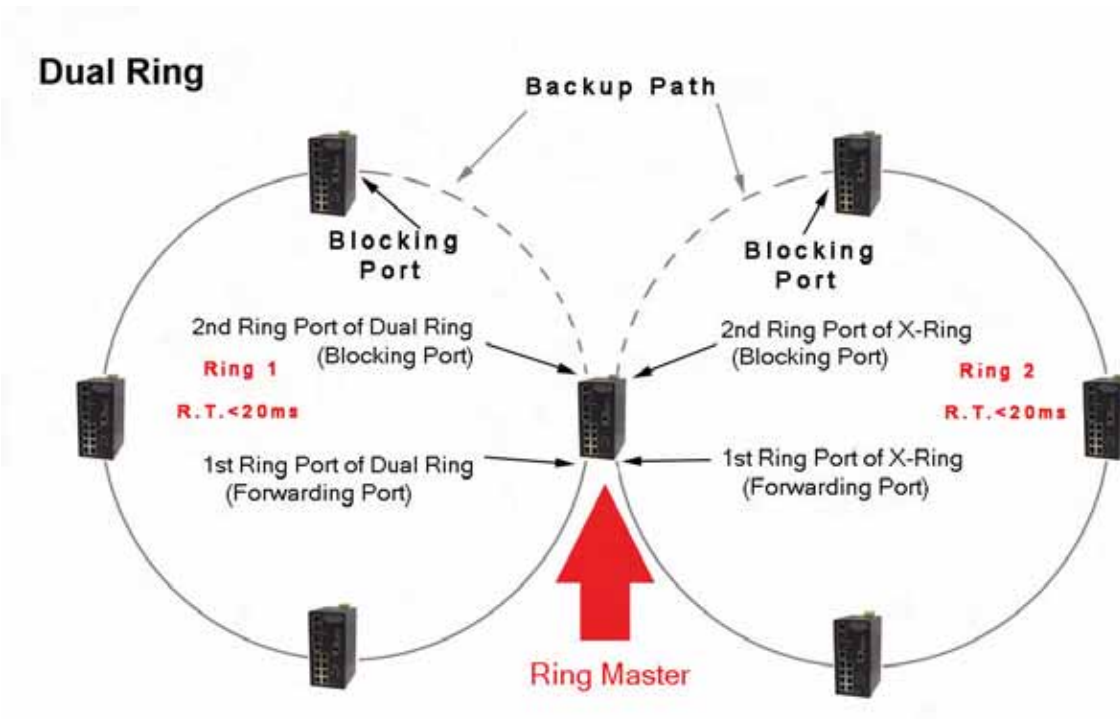 Dual Ring
Backup Path
Blocking
Port
Blocking
Port
2nd Ring Port of Dual Ring
(Blocking Port)
2nd Ring Port of X-Ring
(Blocking Port)
Ring 1
R.T.<20ms
Ring 2
R.T.<20ms
1st Ring Port of Dual Ring
(Forwarding Port)
1st Ring Port of X-Ring
(Forwarding Port)
Ring Master